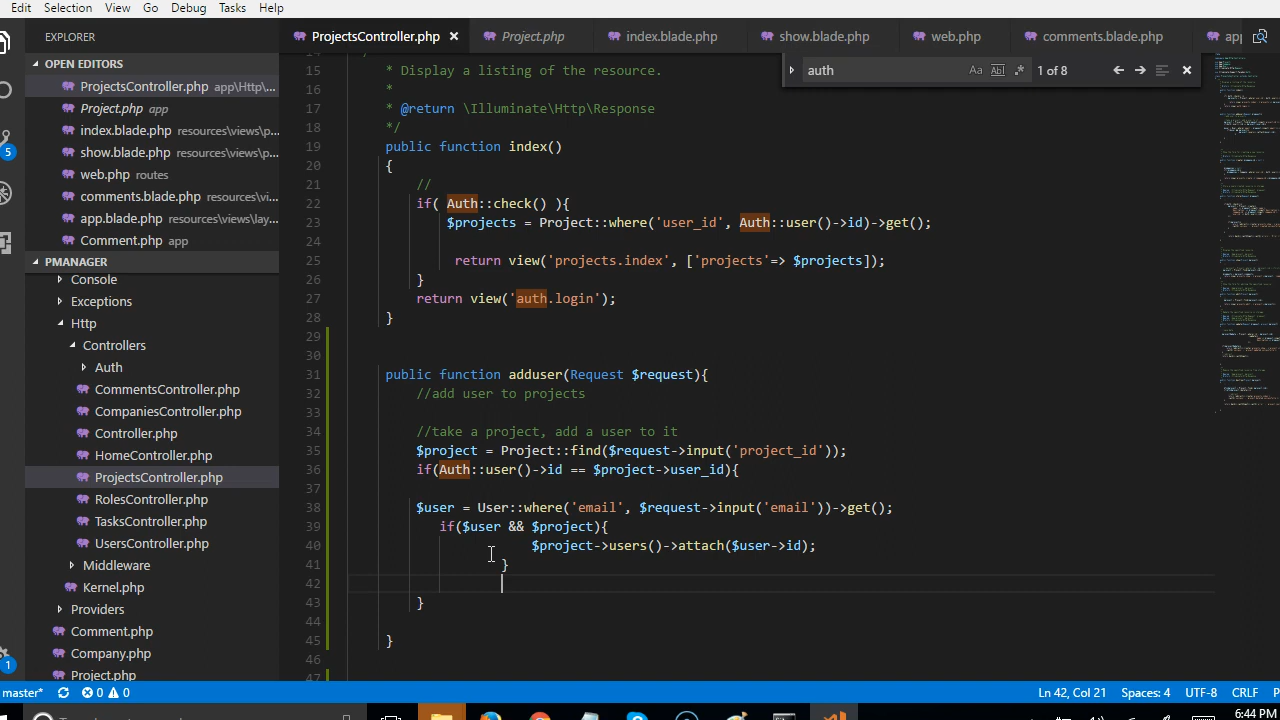 Edit Selection View Go Debug Tasks Help
EXPLORER
ProjectsController.php
Project.php
index.blade.php
show.blade.php
web.php
comments.blade.php
OPEN EDITORS
ProjectsController.php app\Http\...
Project.php app
index.blade.php resources\views\p...
show.blade.php resources\views\p...
web.php routes
comments.blade.php resources\vi...
app.blade.php resources\views\lay...
Comment.php app
PMANAGER
Console
Exceptions
Http
Controllers
Auth
CommentsController.php
CompaniesController.php
Controller.php
HomeController.php
ProjectsController.php
RolesController.php
TasksController.php
UsersController.php
Middleware
Kernel.php
Providers
Comment.php
Company.php
Project.php
auth Aa Abl .* 1 of 8
15 * Display a listing of the resource.
16 *
17 * @return \Illuminate\Http\Response
18 */
19 public function index()
20 {
21 //
22 if( Auth::check() ){
23 $projects = Project::where('user_id', Auth::user()->id)->get();
24
25 return view('projects.index', ['projects'=> $projects]);
26 }
27 return view('auth.login');
28 }
29
30
31 public function adduser(Request $request){
32 //add user to projects
33
34 //take a project, add a user to it
35 $project = Project::find($request->input('project_id'));
36 if(Auth::user()->id == $project->user_id){
37
38 $user = User::where('email', $request->input('email'))->get();
39 if($user && $project){
40 $project->users()->attach($user->id);
41 }
42
43 }
44
45 }
46
47
5
1
master* 0 0 Ln 42, Col 21 Spaces: 4 UTF-8 CRLF
6:44 PM